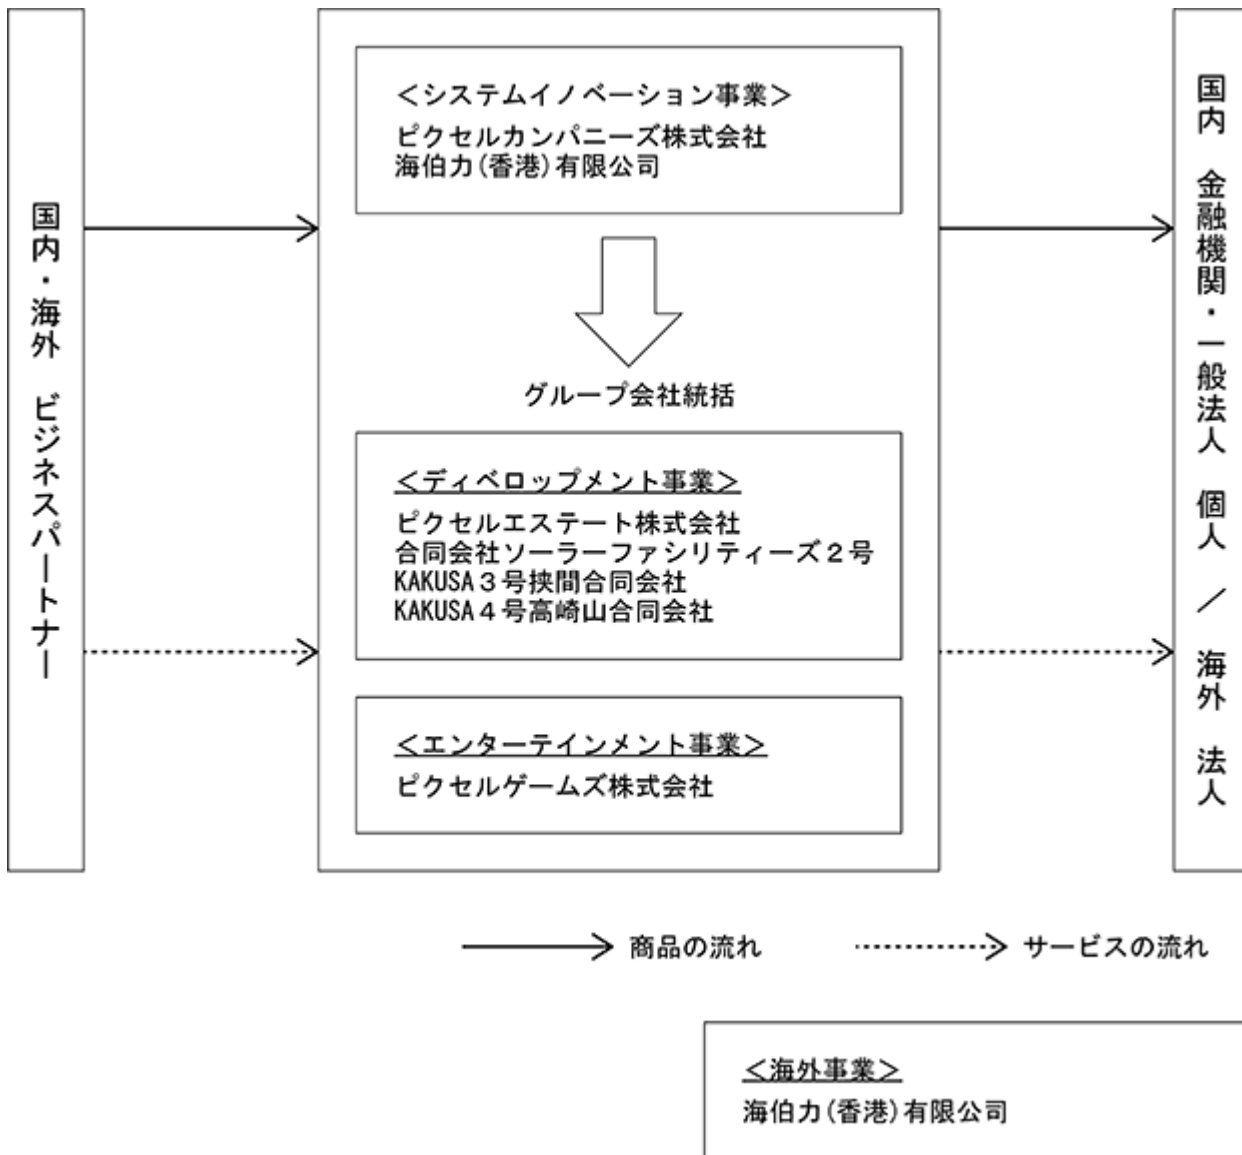 国内・海外　ビジネスパートナー
＜システムイノベーション事業＞
ピクセルカンパニーズ株式会社
海伯力(香港)有限公司
グループ会社統括
＜ディベロップメント事業＞
ピクセルエステート株式会社
合同会社ソーラーファシリティーズ２号
KAKUSA３号挟間合同会社
KAKUSA４号高崎山合同会社
＜エンターテインメント事業＞
ピクセルゲームズ株式会社
国内　金融機関・一般法人　個人　／　海外　法人
商品の流れ
サービスの流れ
＜海外事業＞
海伯力(香港)有限公司